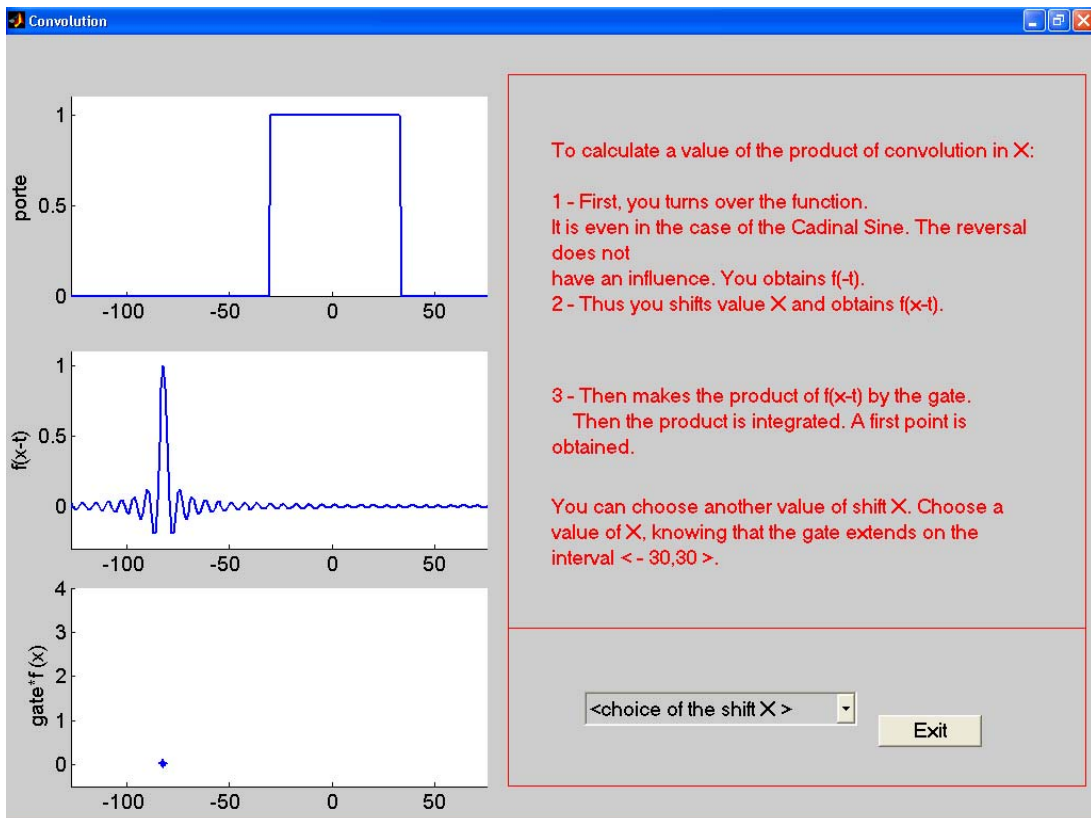 Convolution
1
0.5
0
porte
-100
-50
0
50
1
0.5
0
f(x-t)
-100
-50
0
50
4
3
2
1
0
gate*f (x)
-100
-50
0
50
To calculate a value of the product of convolution in X:
1 - First, you turns over the function.
It is even in the case of the Cadinal Sine. The reversal
does not
have an influence. You obtains f(-t).
2 - Thus you shifts value X and obtains f(x-t).
3 - Then makes the product of f(x-t) by the gate.
Then the product is integrated. A first point is
obtained.
You can choose another value of shift X. Choose a
value of X, knowing that the gate extends on the
interval < - 30,30 >.
<choice of the shift X >
Exit